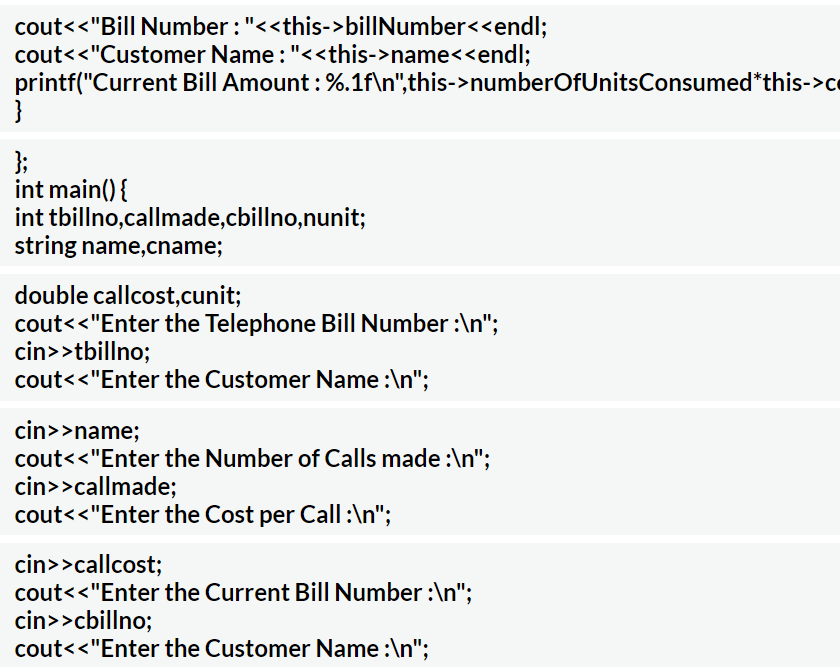 cout<<"Bill Number : "<<this->billNumber<<endl;
cout<<"Customer Name : "<<this->name<<endl;
printf("Current Bill Amount : %.1f\n",this->numberOfUnitsConsumed*this->
}
};
int main() {
int tbillno,callmade,cbillno,nunit;
string name,cname;
double callcost,cunit;
cout<<"Enter the Telephone Bill Number :\n";
cin>>tbillno;
cout<<"Enter the Customer Name :\n";
cin>>name;
cout<<"Enter the Number of Calls made :\n";
cin>>callmade;
cout<<"Enter the Cost per Call :\n";
cin>>callcost;
cout<<"Enter the Current Bill Number :\n";
cin>>cbillno;
cout<<"Enter the Customer Name :\n";